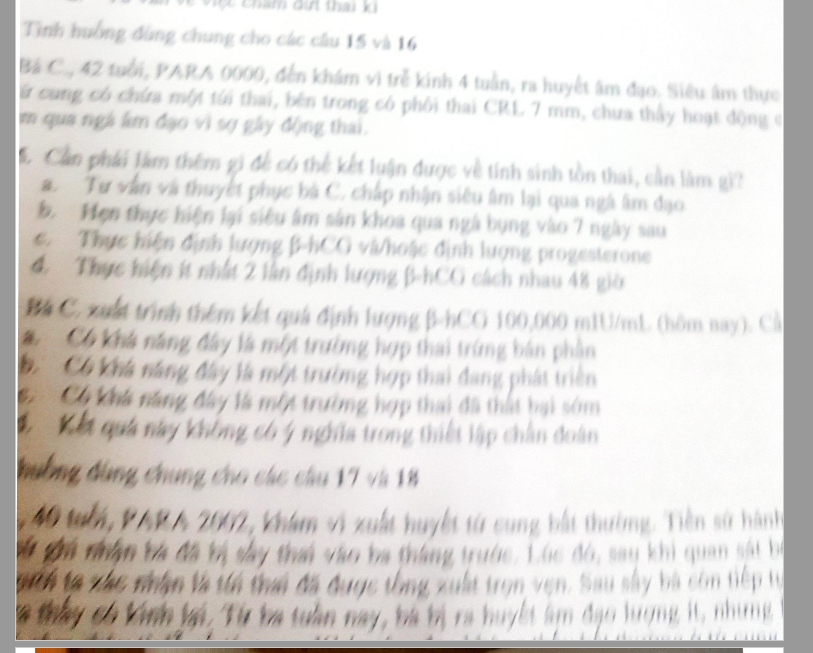 vấn về việc chấm dứt thai kì
Tình huống dùng chung cho các câu 15 và 16
Bà C., 42 tuổi, PARA 0000, đến khám vì trễ kinh 4 tuần, ra huyết âm đạo. Siêu âm thực
tử cung có chứa một túi thai, bên trong có phôi thai CRL 7 mm, chưa thấy hoạt động
qua ngả âm đạo vì sợ gây động thai.
5. Cần phải làm thêm gì để có thể kết luận được về tính sinh tồn thai, cần làm gì?
a. Tư vấn và thuyết phục bà C. chấp nhận siêu âm lại qua ngả âm đạo
b. Hẹn thực hiện lại siêu âm sản khoa qua ngả bụng vào 7 ngày sau
c. Thực hiện định lượng β-hCG và/hoặc định lượng progesterone
d. Thực hiện ít nhất 2 lần định lượng β-hCG cách nhau 48 giờ
Bà C. xuất trình thêm kết quả định lượng β-hCG 100,000 mIU/mL (hôm nay).
a. Có khả năng đây là một trường hợp thai trứng bán phần
b. Có khả năng đây là một trường hợp thai đang phát triển
c. Có khả năng đây là một trường hợp thai đã thất bại sớm
d. Kết quả này không có ý nghĩa trong thiết lập chẩn đoán
huống dùng chung cho các câu 17 và 18
, 40 tuổi, PARA 2002, khám vì xuất huyết tử cung bất thường. Tiền sử hành
ghi nhận bà đã bị sẩy thai vào ba tháng trước. Lúc đó, sau khi quan sát
ta xác nhận là túi thai đã được tống xuất trọn vẹn. Sau sẩy bà còn tiếp
thấy có kinh lại. Từ ba tuần nay, bà bị ra huyết âm đạo lượng ít, nhưng